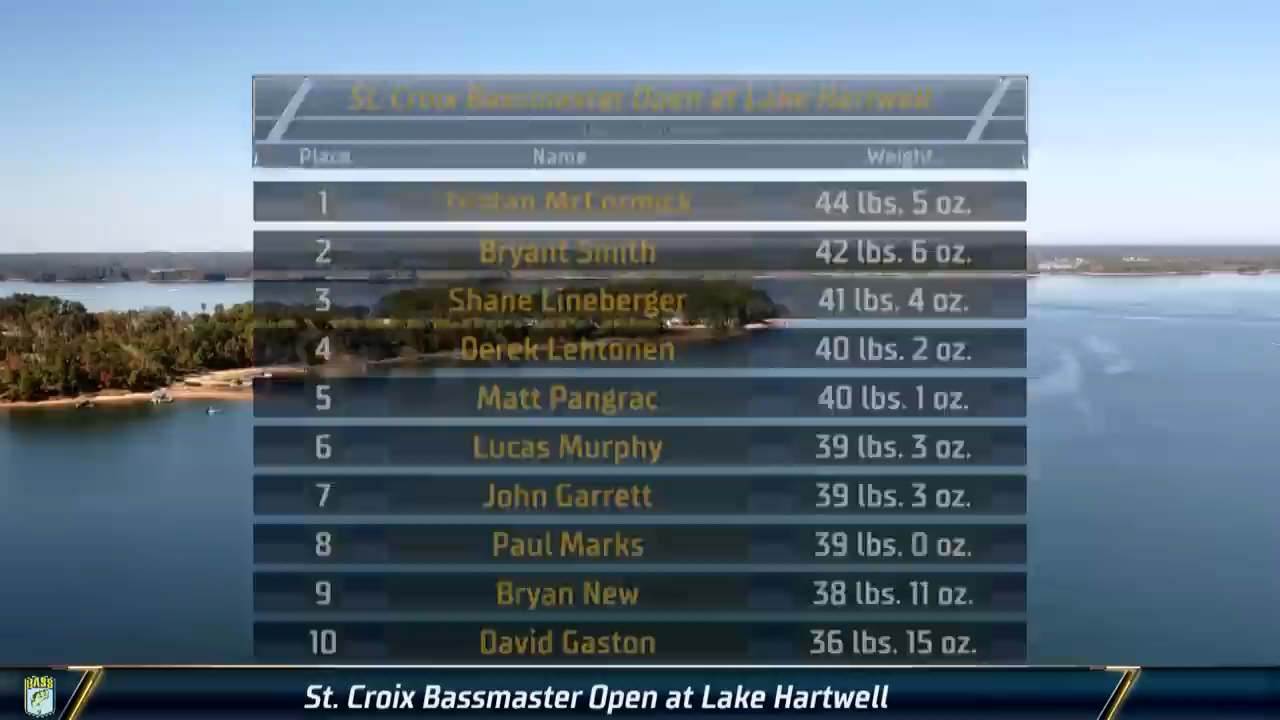 St. Croix Bassmaster Open at Lake Hartwell
Place Name Weight
1 Tristan McCormick 44 lbs. 5 oz.
2 Bryant Smith 42 lbs. 6 oz.
3 Shane Lineberger 41 lbs. 4 oz.
4 Derek Lehtonen 40 lbs. 2 oz.
5 Matt Pangrac 40 lbs. 1 oz.
6 Lucas Murphy 39 lbs. 3 oz.
7 John Garrett 39 lbs. 3 oz.
8 Paul Marks 39 lbs. 0 oz.
9 Bryan New 38 lbs. 11 oz.
10 David Gaston 36 lbs. 15 oz.
BASS
St. Croix Bassmaster Open at Lake Hartwell